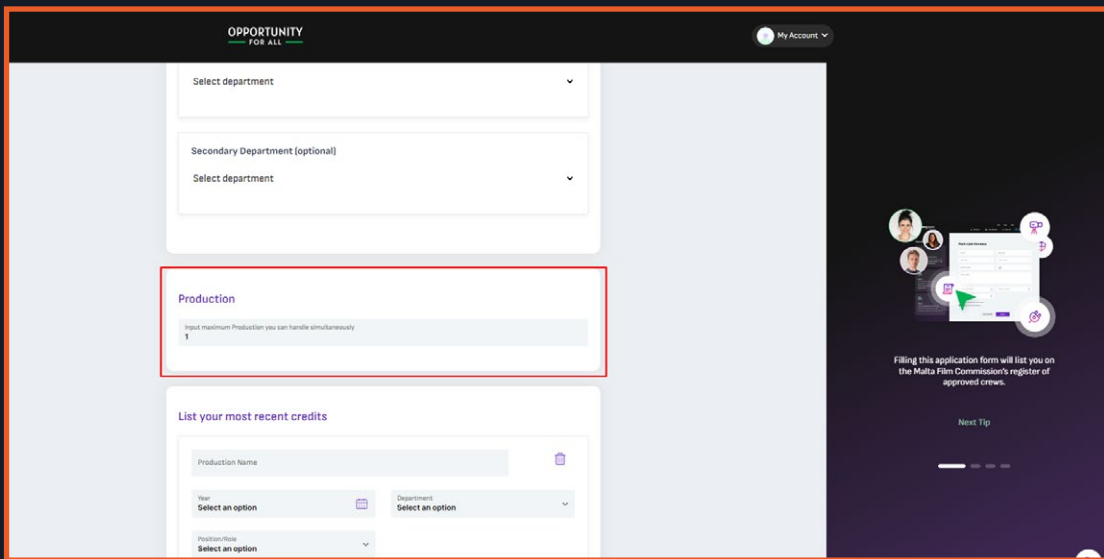 OPPORTUNITY
FOR ALL
My Account
Select department
Secondary Department (optional)
Select department
Production
Input maximum Production you can handle simultaneously
1
List your most recent credits
Production Name
Year
Select an option
Department
Select an option
Position/Role
Select an option
Filling this application form will list you on
the Malta Film Commission's register of
approved crews.
Next Tip